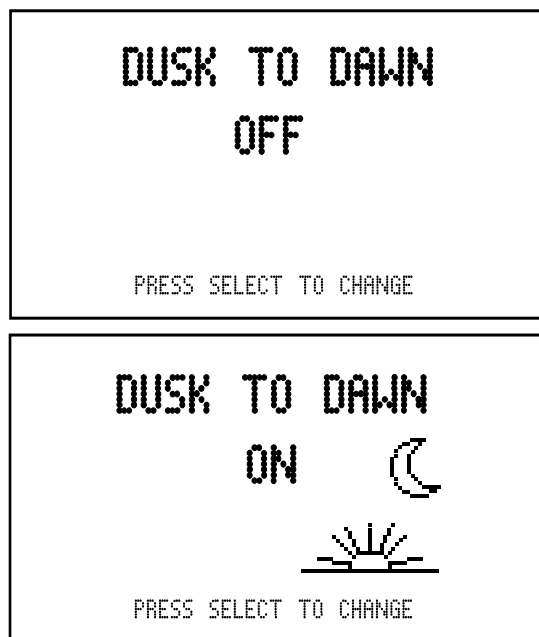 DUSK TO DAWN
OFF
PRESS SELECT TO CHANGE
DUSK TO DAWN
ON
PRESS SELECT TO CHANGE